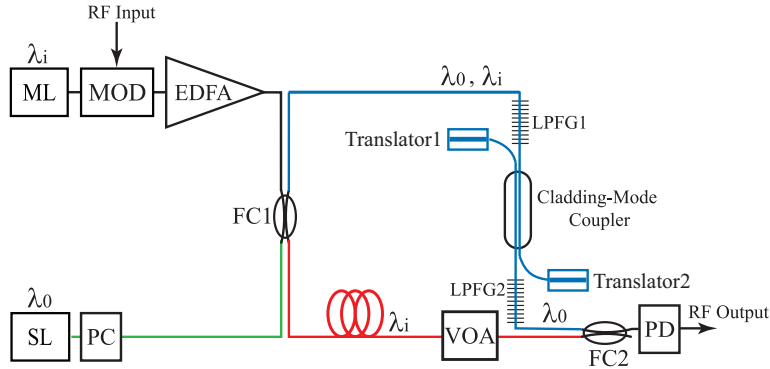 RF Input
λi
ML
MOD
EDFA
λ0 , λi
LPFG1
Translator1
Cladding-Mode
Coupler
FC1
Translator2
LPFG2
λ0
SL
PC
λi
VOA
λ0
FC2
PD
RF Output